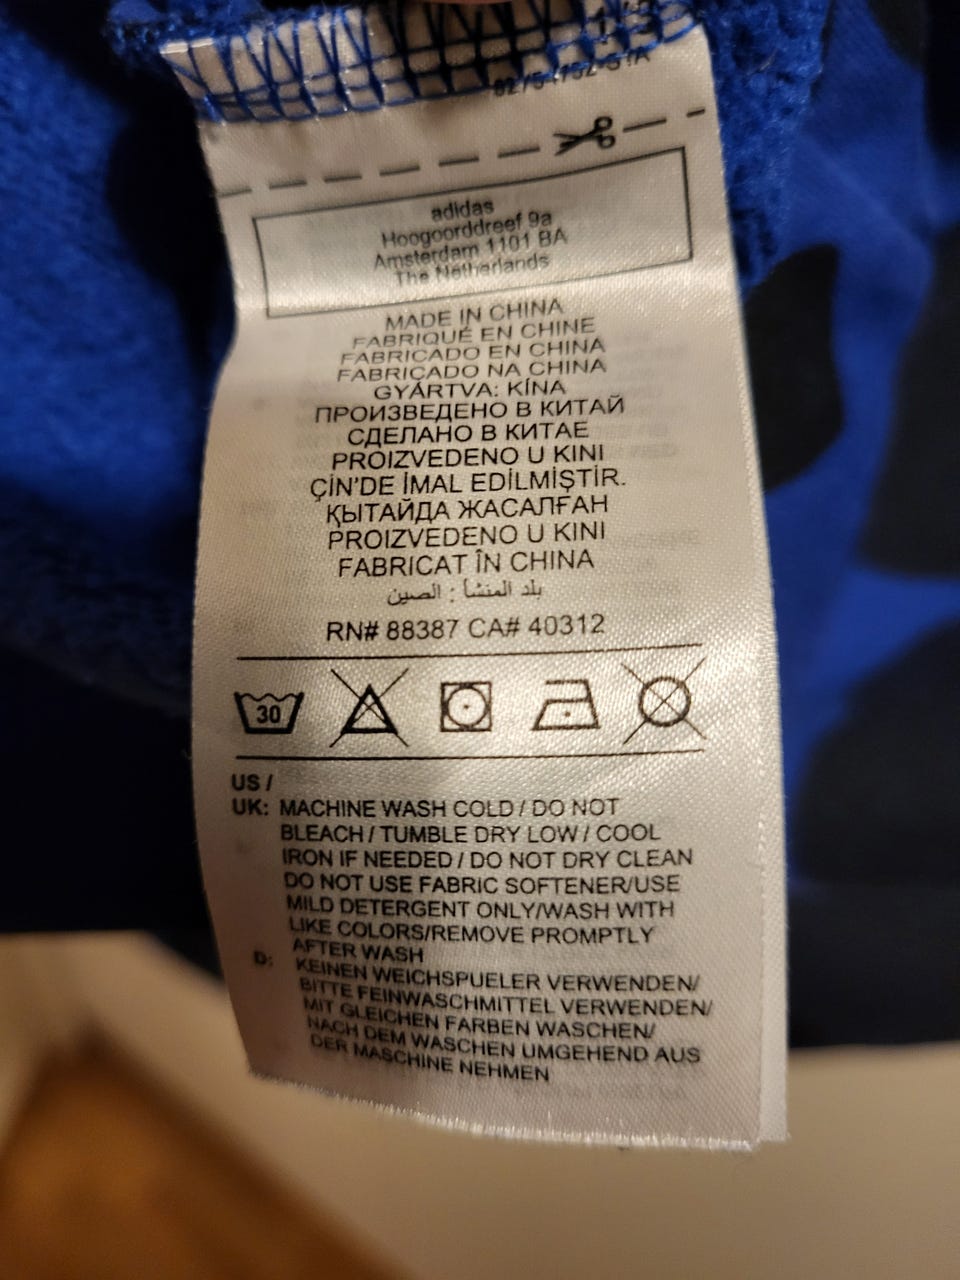 adidas
Hoogoorddreef 9a
Amsterdam 1101 BA
The Netherlands
MADE IN CHINA
FABRIQUÉ EN CHINE
FABRICADO EN CHINA
FABRICADO NA CHINA
GYÁRTVA: KÍNA
ПРОИЗВЕДЕНО В КИТАЙ
СДЕЛАНО В КИТАЕ
PROIZVEDENO U KINI
ÇİN'DE İMAL EDİLMİŞTİR.
ҚЫТАЙДА ЖАСАЛҒАН
PROIZVEDENO U KINI
FABRICAT ÎN CHINA
بلد المنشأ : الصين
RN# 88387 CA# 40312
30
US /
UK: MACHINE WASH COLD / DO NOT
BLEACH / TUMBLE DRY LOW / COOL
IRON IF NEEDED / DO NOT DRY CLEAN
DO NOT USE FABRIC SOFTENER/USE
MILD DETERGENT ONLY/WASH WITH
LIKE COLORS/REMOVE PROMPTLY
AFTER WASH
D: KEINEN WEICHSPUELER VERWENDEN/
BITTE FEINWASCHMITTEL VERWENDEN/
MIT GLEICHEN FARBEN WASCHEN/
NACH DEM WASCHEN UMGEHEND AUS
DER MASCHINE NEHMEN